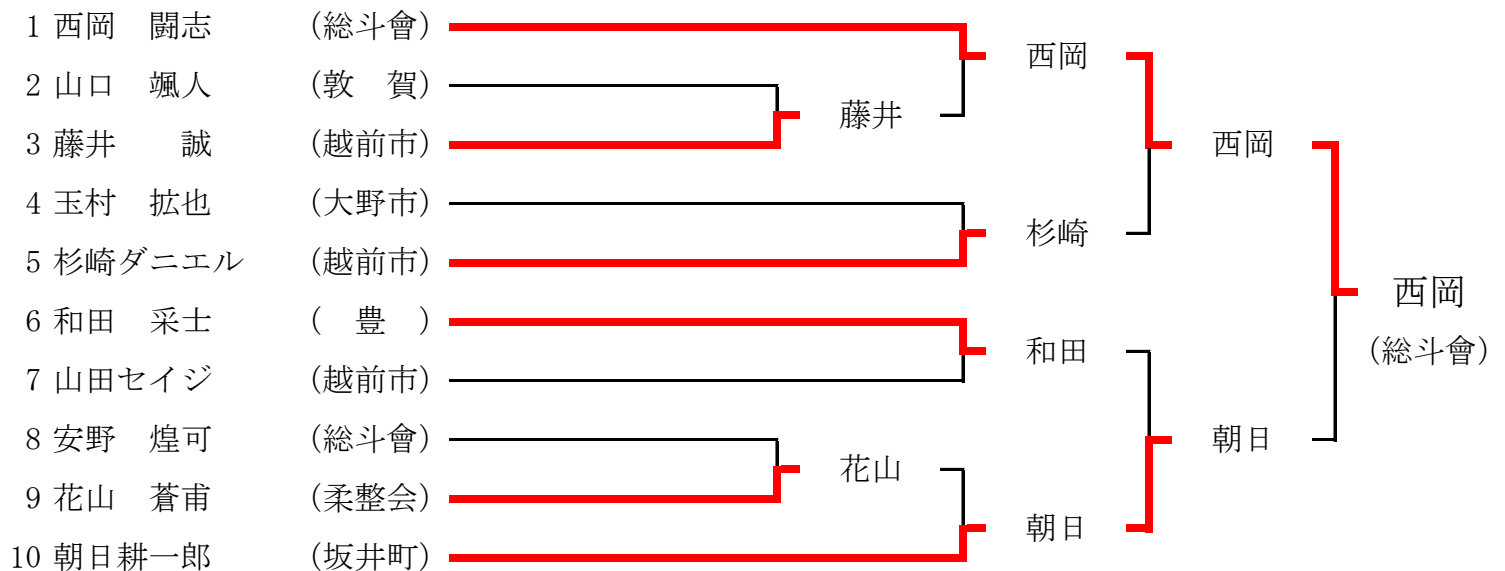 1 西岡　闘志　(総斗會)
西岡
2 山口　颯人　(敦　賀)
藤井
3 藤井　　誠　(越前市)
西岡
4 玉村　拡也　(大野市)
杉崎
5 杉崎ダニエル　(越前市)
西岡
6 和田　采士　(　豊　)
和田
(総斗會)
7 山田セイジ　(越前市)
8 安野　煌可　(総斗會)
朝日
花山
9 花山　蒼甫　(柔整会)
朝日
10 朝日耕一郎　(坂井町)